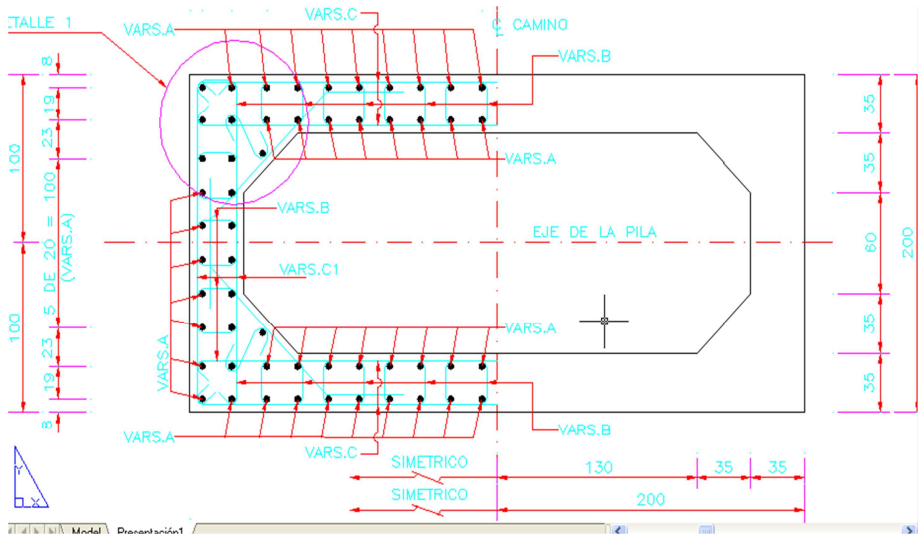 ETALLE 1
VARS.A
VARS.C
₵ CAMINO
VARS.B
8
19
23
100
5 DE 20 = 100
(VARS.A)
100
23
19
8
VARS.A
VARS.B
VARS.C1
EJE DE LA PILA
VARS.A
VARS.A
VARS.A
VARS.B
VARS.C
35
35
60
35
35
200
SIMETRICO
130
35
35
SIMETRICO
200
Y
X
Model
Presentación1